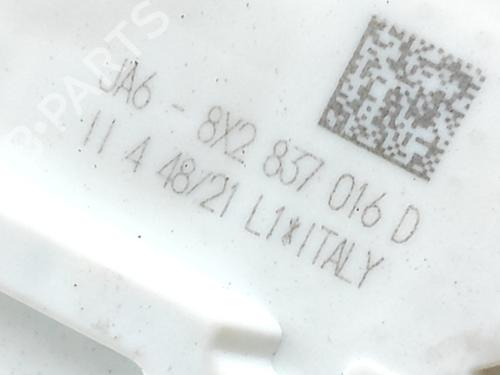 JA6 - 8X2 837 016 D
11 4 48/21 L1*ITALY
B-PARTS